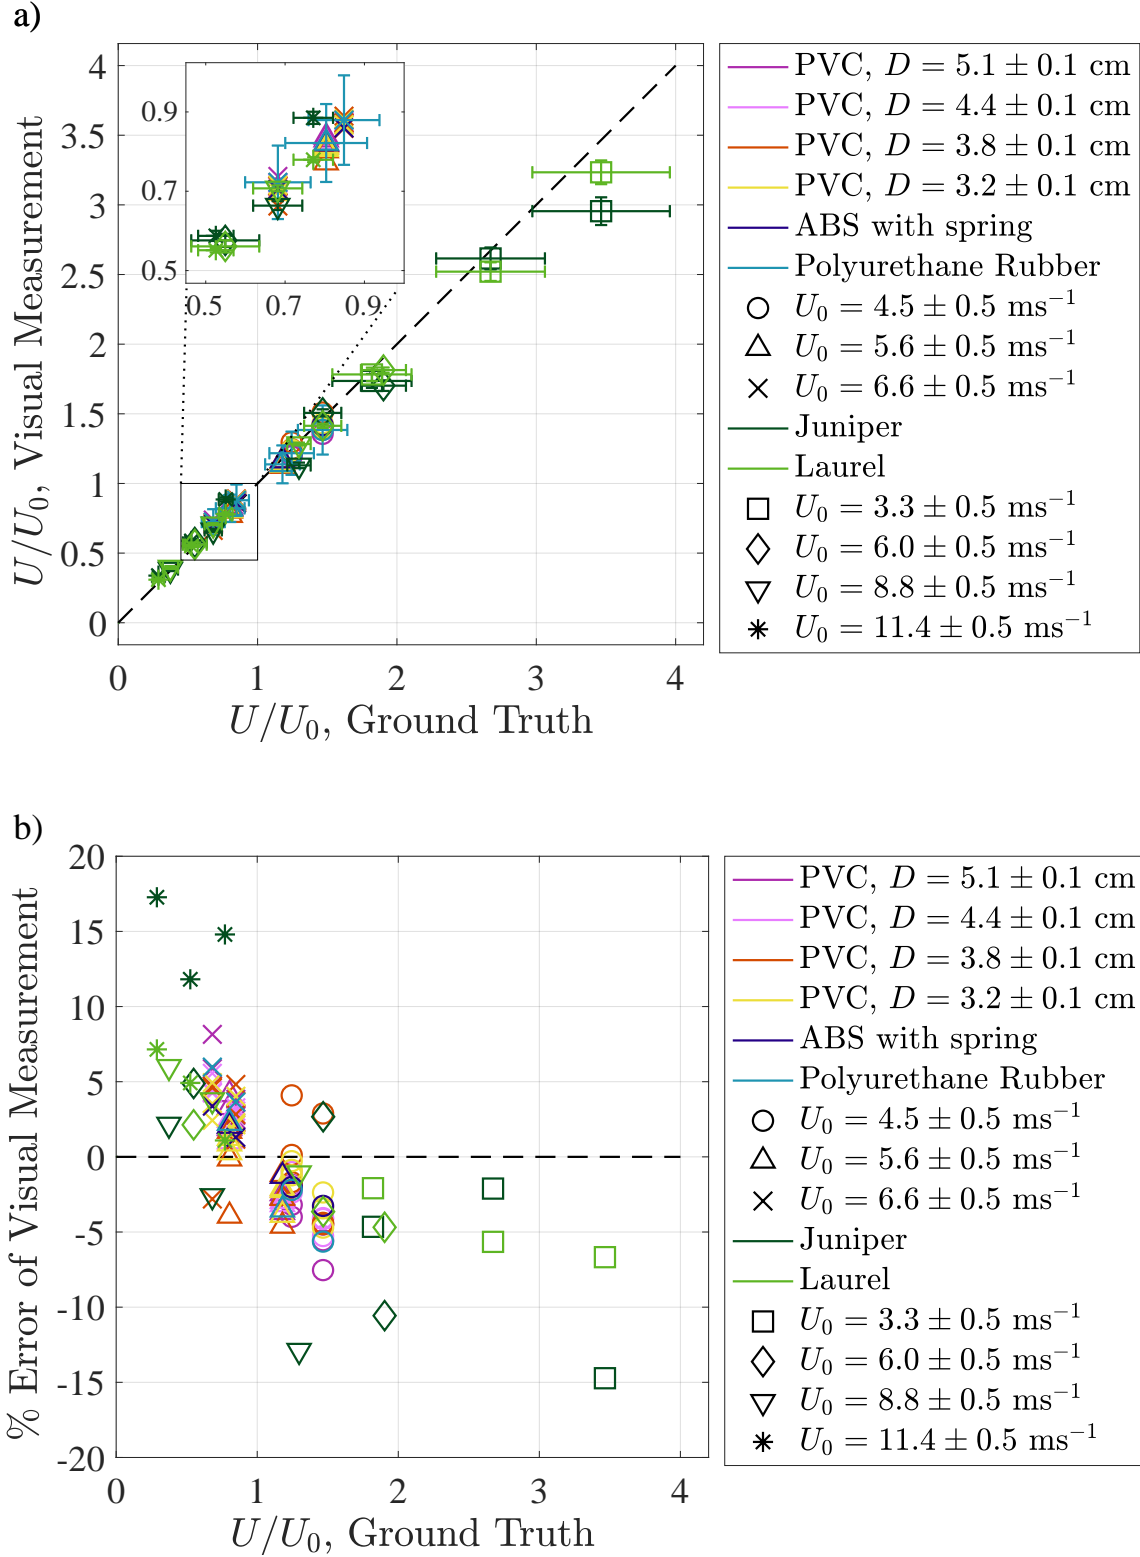 a)
4
3.5
3
2.5
2
1.5
1
0.5
0
0 1 2 3 4
0.9
0.7
0.5
0.5 0.7 0.9
U/U₀, Visual Measurement
U/U₀, Ground Truth
PVC, D = 5.1 ± 0.1 cm
PVC, D = 4.4 ± 0.1 cm
PVC, D = 3.8 ± 0.1 cm
PVC, D = 3.2 ± 0.1 cm
ABS with spring
Polyurethane Rubber
U₀ = 4.5 ± 0.5 ms⁻¹
U₀ = 5.6 ± 0.5 ms⁻¹
U₀ = 6.6 ± 0.5 ms⁻¹
Juniper
Laurel
U₀ = 3.3 ± 0.5 ms⁻¹
U₀ = 6.0 ± 0.5 ms⁻¹
U₀ = 8.8 ± 0.5 ms⁻¹
U₀ = 11.4 ± 0.5 ms⁻¹
b)
20
15
10
5
0
-5
-10
-15
-20
0 1 2 3 4
% Error of Visual Measurement
U/U₀, Ground Truth
PVC, D = 5.1 ± 0.1 cm
PVC, D = 4.4 ± 0.1 cm
PVC, D = 3.8 ± 0.1 cm
PVC, D = 3.2 ± 0.1 cm
ABS with spring
Polyurethane Rubber
U₀ = 4.5 ± 0.5 ms⁻¹
U₀ = 5.6 ± 0.5 ms⁻¹
U₀ = 6.6 ± 0.5 ms⁻¹
Juniper
Laurel
U₀ = 3.3 ± 0.5 ms⁻¹
U₀ = 6.0 ± 0.5 ms⁻¹
U₀ = 8.8 ± 0.5 ms⁻¹
U₀ = 11.4 ± 0.5 ms⁻¹